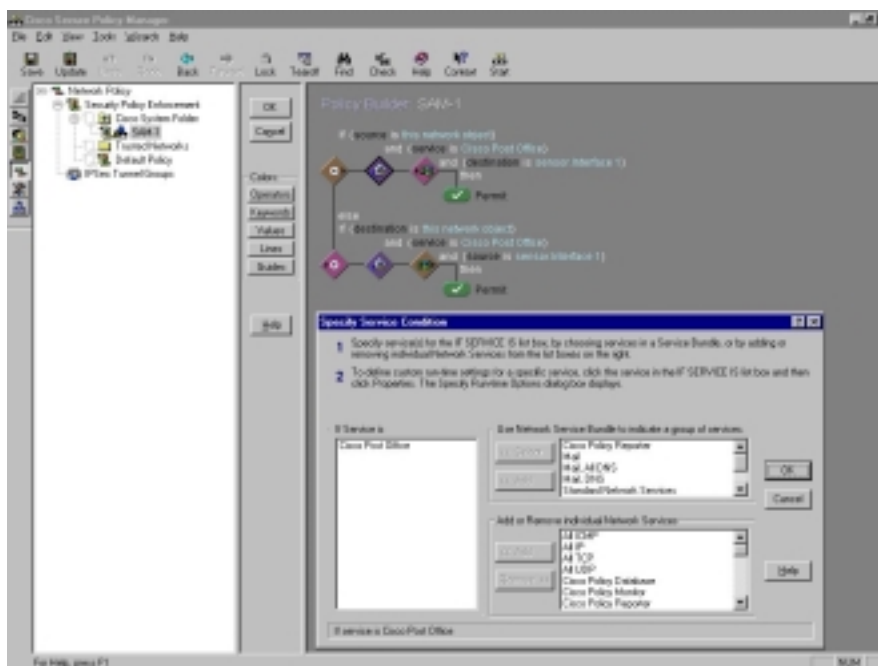 Cisco Secure Policy Manager
File Edit View Tools Wizards Help
Save Update Back Forward Lock Tearoff Find Check Help Context Start
Network Policy
Security Policy Enforcement
Cisco System Folder
SAM-1
Trusted Networks
Default Policy
IPSec Tunnel Groups
OK
Cancel
Colors
Operators
Keywords
Values
Lines
Guides
Help
Policy Builder: SAM-1
If (source is this network object)
and (service is Cisco Post Office)
and (destination is sensor Interface 1)
then
Permit
else
If (destination is this network object)
and (service is Cisco Post Office)
and (source is sensor Interface 1)
then
Permit
Specify Service Condition
1 Specify service(s) for the IF SERVICE IS list box, by choosing services in a Service Bundle, or by adding or
removing individual Network Services from the list boxes on the right.
2 To define custom run-time settings for a specific service, click the service in the IF SERVICE IS list box and then
click Properties. The Specify Run-time Options dialog box displays.
If Service is
Cisco Post Office
Use Network Service Bundle to indicate a group of services.
Cisco Policy Reporter
Mail
Mail, All DNS
Mail, DNS
Standard Network Services
OK
Cancel
Add or Remove individual Network Services
All ICMP
All IP
All TCP
All UDP
Cisco Policy Database
Cisco Policy Monitor
Cisco Policy Reporter
Help
If service is Cisco Post Office
For Help, press F1
NUM